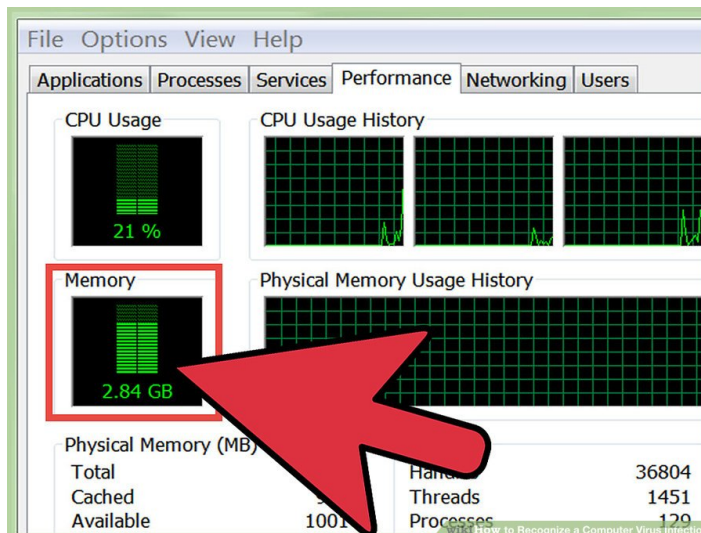 File Options View Help
Applications Processes Services Performance Networking Users
CPU Usage CPU Usage History
21 %
Memory Physical Memory Usage History
2.84 GB
Physical Memory (MB)
Total 36804
Cached Threads 1451
Available 1001 Processes 129
wikiHow to Recognize a Computer Virus Infection